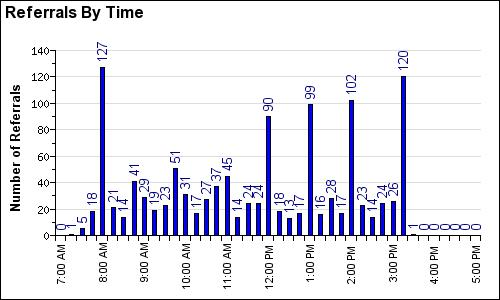 Referrals By Time
Number of Referrals
140
120
100
80
60
40
20
0
0 1 5 18 127 21 14 41 29 19 23 51 31 17 27 37 45 14 24 24 90 18 13 17 99 16 28 17 102 23 14 24 26 120 1 0 0 0 0 0 0
7:00 AM 8:00 AM 9:00 AM 10:00 AM 11:00 AM 12:00 PM 1:00 PM 2:00 PM 3:00 PM 4:00 PM 5:00 PM